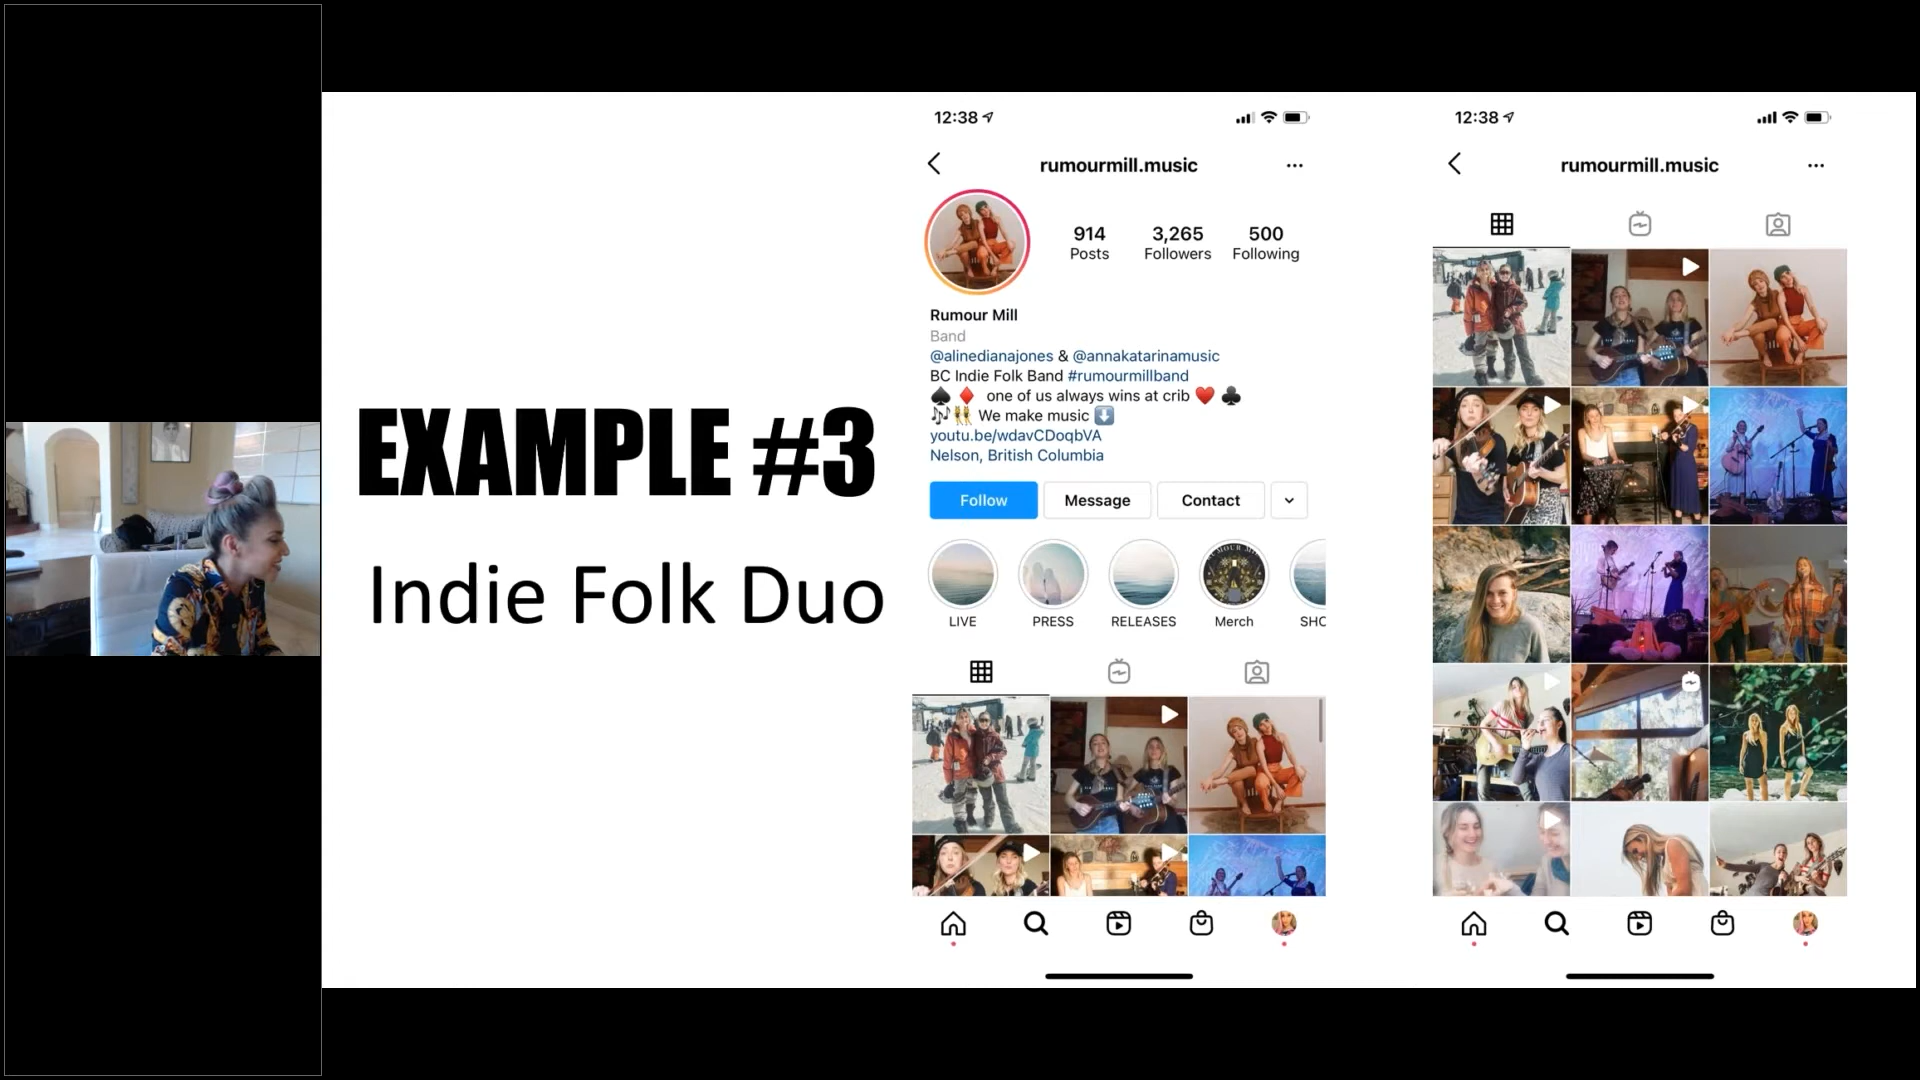 EXAMPLE #3
Indie Folk Duo
12:38
rumourmill.music
914
Posts
3,265
Followers
500
Following
Rumour Mill
Band
@alinedianajones & @annakatarinamusic
BC Indie Folk Band #rumourmillband
♠️ ♦️ one of us always wins at crib ❤️ ♣️
🎶👯 We make music ⬇️
youtu.be/wdavCDoqbVA
Nelson, British Columbia
Follow
Message
Contact
LIVE
PRESS
RELEASES
Merch
SHO
12:38
rumourmill.music